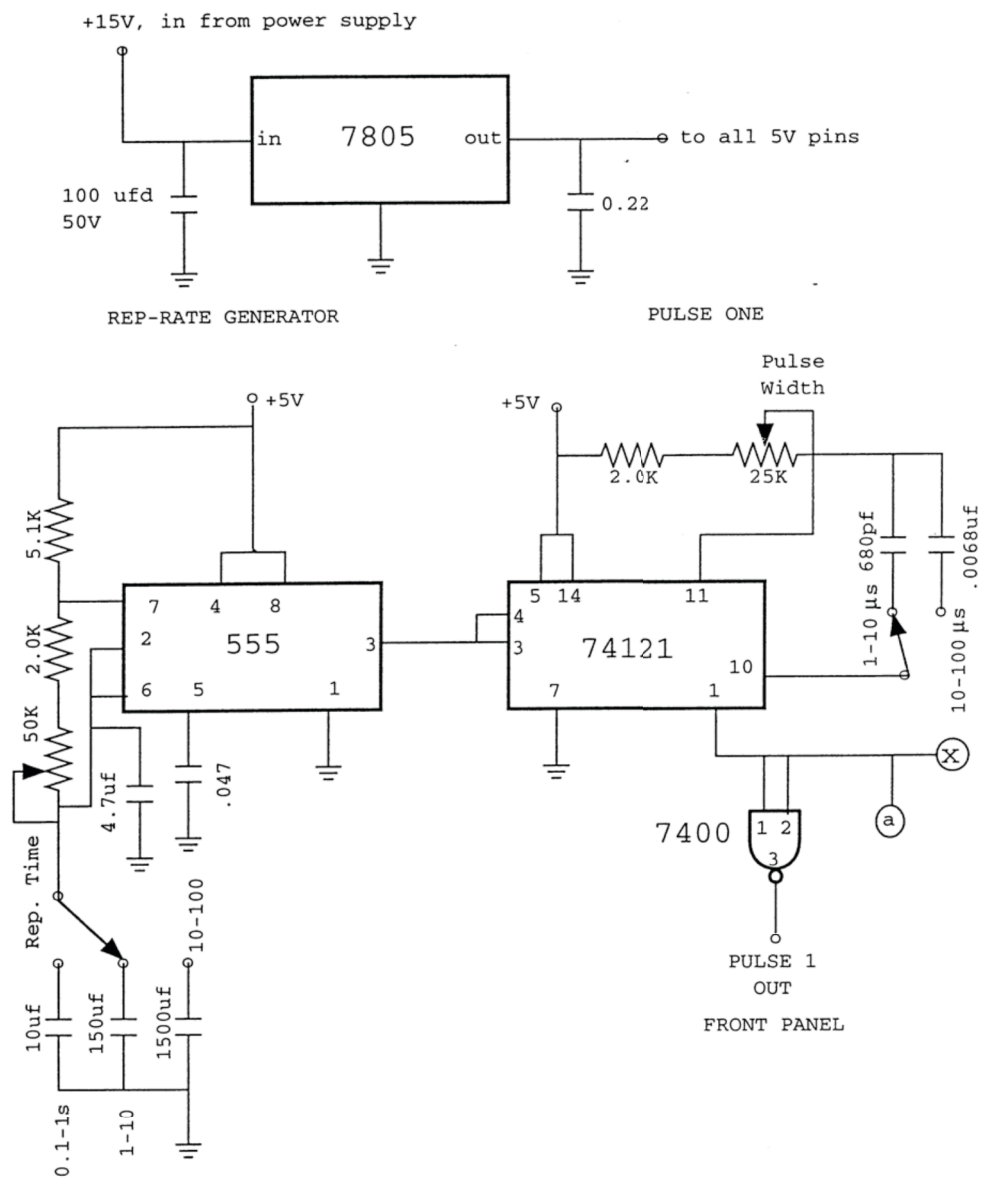 +15V, in from power supply
in
7805
out
to all 5V pins
100 ufd
50V
0.22
REP-RATE GENERATOR
PULSE ONE
Pulse
Width
+5V
+5V
2.0K
25K
5.1K
680pf
.0068uf
7
4
8
5
14
11
4
2.0K
2
555
3
3
74121
1-10 µs
10
10-100 µs
6
5
1
7
1
50K
4.7uf
.047
X
7400
1
2
a
3
Rep. Time
10-100
PULSE 1
OUT
FRONT PANEL
10uf
150uf
1500uf
0.1-1s
1-10